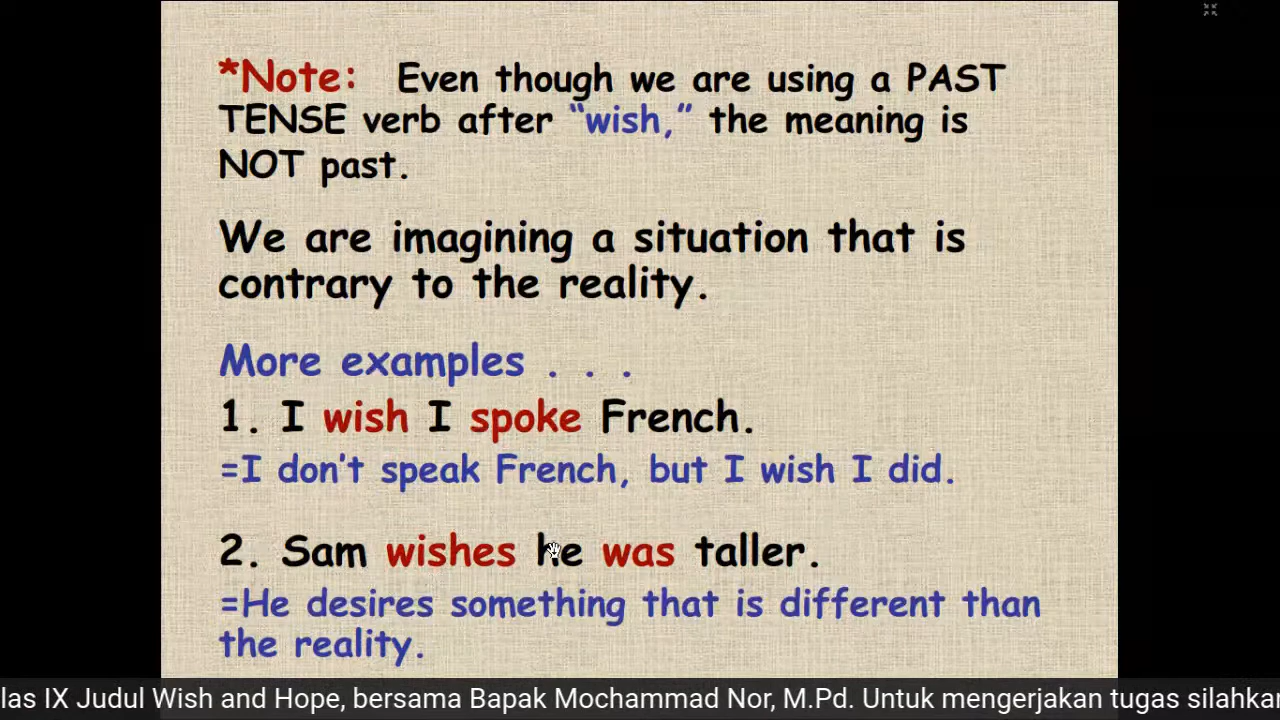 *Note: Even though we are using a PAST
TENSE verb after “wish,” the meaning is
NOT past.
We are imagining a situation that is
contrary to the reality.
More examples . . .
1. I wish I spoke French.
=I don’t speak French, but I wish I did.
2. Sam wishes he was taller.
=He desires something that is different than
the reality.
las IX Judul Wish and Hope, bersama Bapak Mochammad Nor, M.Pd. Untuk mengerjakan tugas silahkan